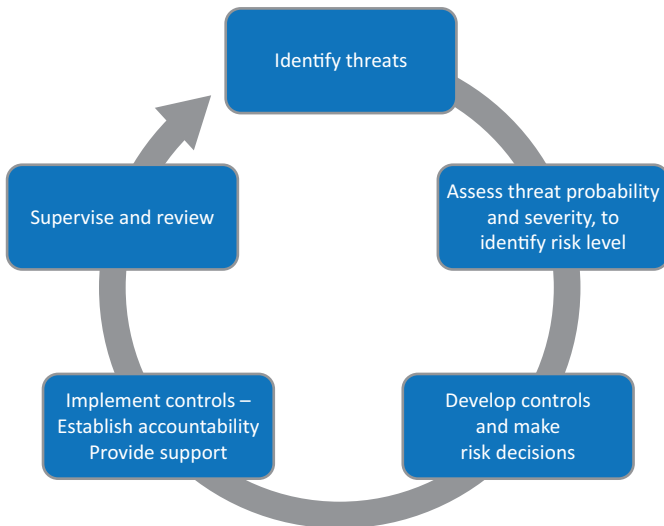 Identify threats
Assess threat probability
and severity, to
identify risk level
Develop controls
and make
risk decisions
Implement controls –
Establish accountability
Provide support
Supervise and review